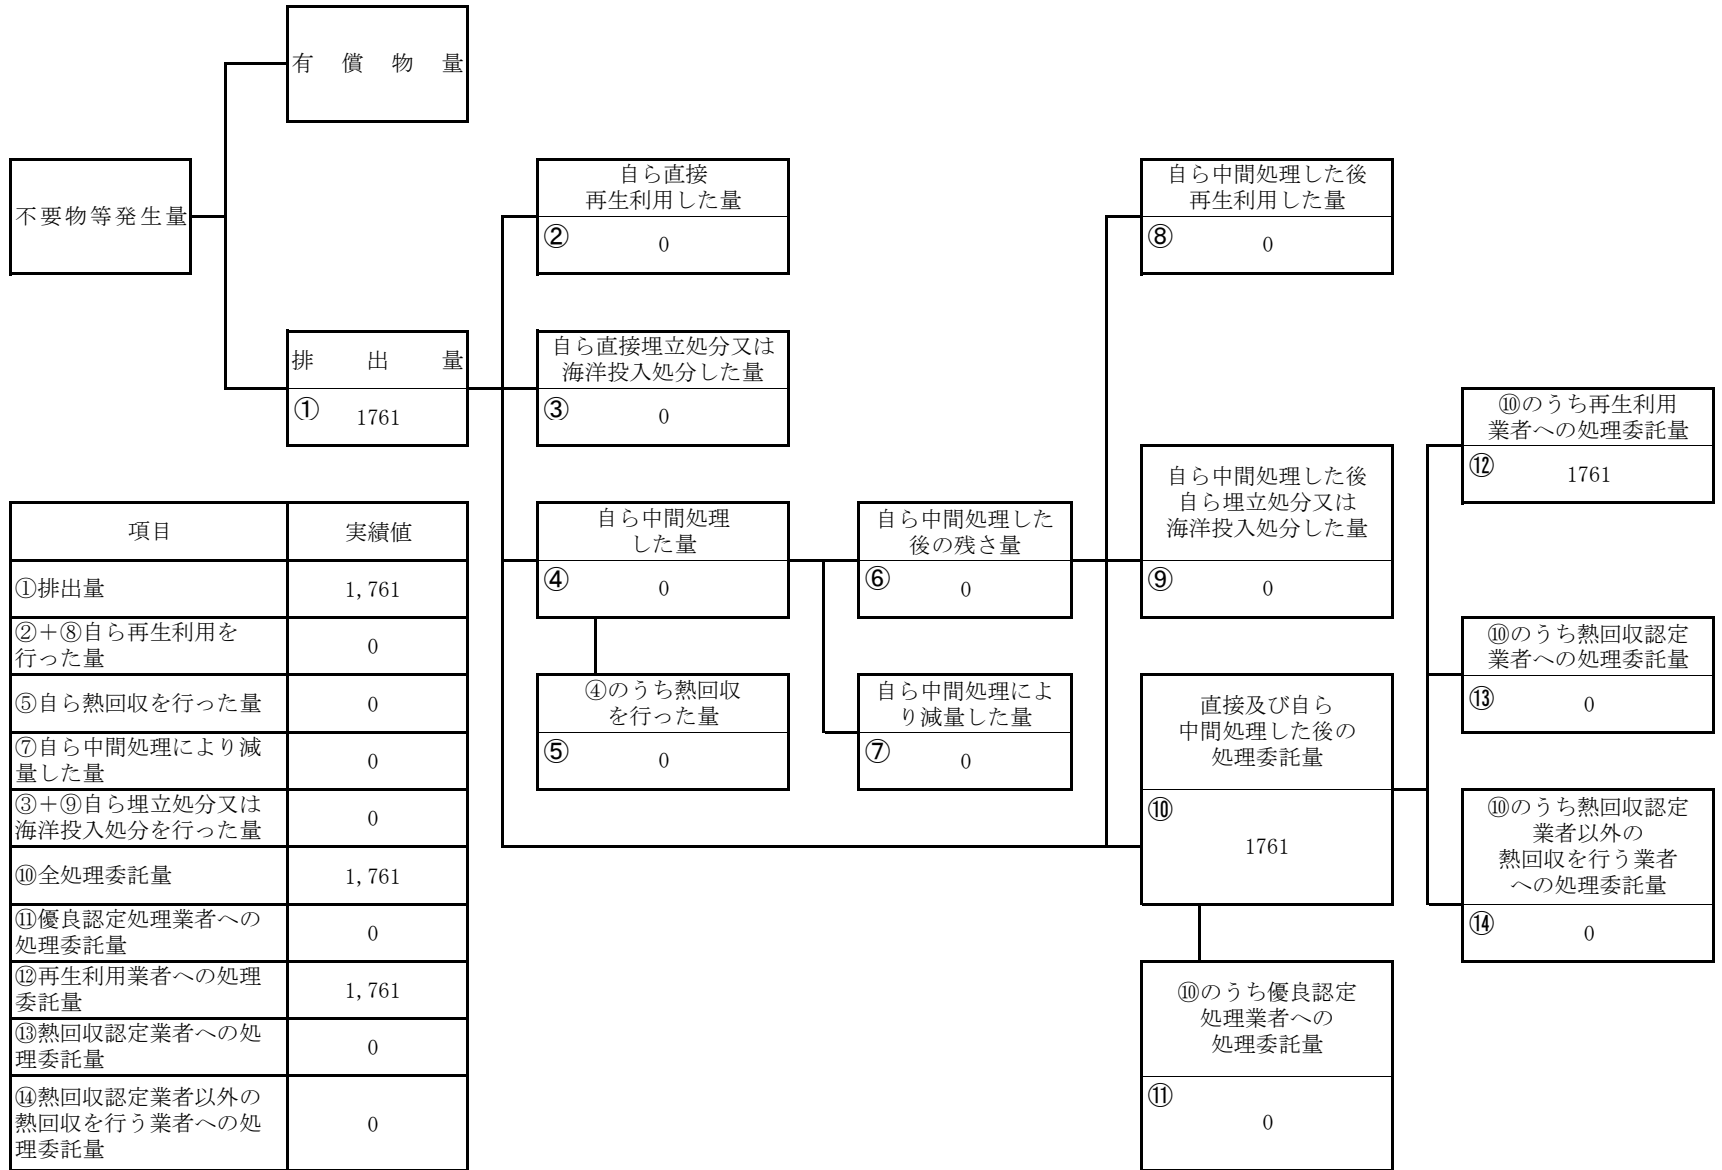 有償物量
不要物等発生量
排出量
① 1761
自ら直接
再生利用した量
② 0
自ら直接埋立処分又は
海洋投入処分した量
③ 0
自ら中間処理
した量
④ 0
④のうち熱回収
を行った量
⑤ 0
自ら中間処理した
後の残さ量
⑥ 0
自ら中間処理によ
り減量した量
⑦ 0
自ら中間処理した後
再生利用した量
⑧ 0
自ら中間処理した後
自ら埋立処分又は
海洋投入処分した量
⑨ 0
直接及び自ら
中間処理した後の
処理委託量
⑩
1761
⑩のうち優良認定
処理業者への
処理委託量
⑪
0
⑩のうち再生利用
業者への処理委託量
⑫ 1761
⑩のうち熱回収認定
業者への処理委託量
⑬ 0
⑩のうち熱回収認定
業者以外の
熱回収を行う業者
への処理委託量
⑭ 0
項目 実績値
①排出量 1,761
②+⑧自ら再生利用を
行った量 0
⑤自ら熱回収を行った量 0
⑦自ら中間処理により減
量した量 0
③+⑨自ら埋立処分又は
海洋投入処分を行った量 0
⑩全処理委託量 1,761
⑪優良認定処理業者への
処理委託量 0
⑫再生利用業者への処理
委託量 1,761
⑬熱回収認定業者への処
理委託量 0
⑭熱回収認定業者以外の
熱回収を行う業者への処
理委託量 0